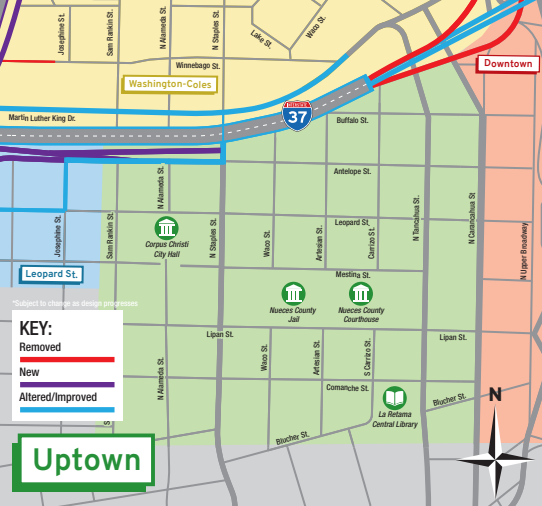 Josephine St.
Sam Rankin St.
N Alameda St.
N Staples St.
Lake St.
Waco St.
Winnebago St.
Washington-Coles
Downtown
Martin Luther King Dr.
INTERSTATE
37
Buffalo St.
Antelope St.
N Alameda St.
Josephine St.
Sam Rankin St.
N Staples St.
Waco St.
Artesian St.
Leopard St.
Carrizo St.
N Tancahua St.
N Carancahua St
N Upper Broadway
Corpus Christi
City Hall
Leopard St.
Mestina St.
*Subject to change as design progresses
Nueces County
Jail
Nueces County
Courthouse
KEY:
Removed
New
Altered/Improved
Lipan St.
Lipan St.
N Alameda St.
Waco St.
Artesian St.
S Carrizo St.
Comanche St.
Blucher St.
La Retama
Central Library
Blucher St.
N
Uptown